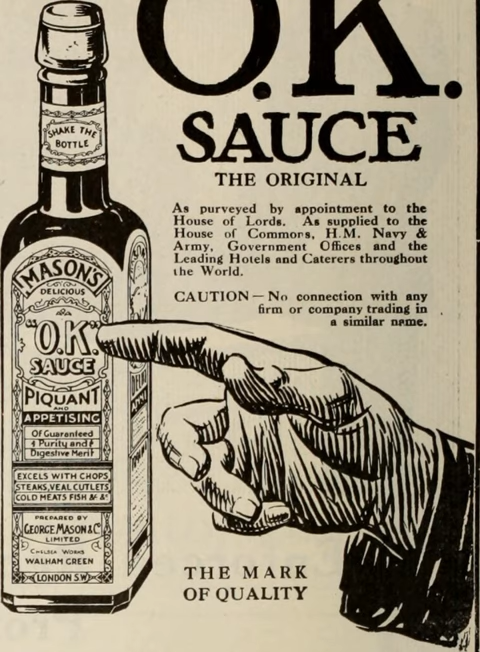 O.K.
SAUCE
THE ORIGINAL
As purveyed by appointment to the
House of Lords. As supplied to the
House of Commons, H.M. Navy &
Army, Government Offices and the
Leading Hotels and Caterers throughout
the World.
CAUTION — No connection with any
firm or company trading in
a similar name.
SHAKE THE
BOTTLE
MASON'S
DELICIOUS
"O.K."
SAUCE
PIQUANT
AND
APPETISING
Of Guaranteed
Purity and
Digestive Merit
EXCELS WITH CHOPS,
STEAKS, VEAL CUTLETS,
COLD MEATS FISH &c &c
PREPARED BY
GEORGE MASON & Co
LIMITED
CHELSEA WORKS
WALHAM GREEN
LONDON S.W.
THE MARK
OF QUALITY